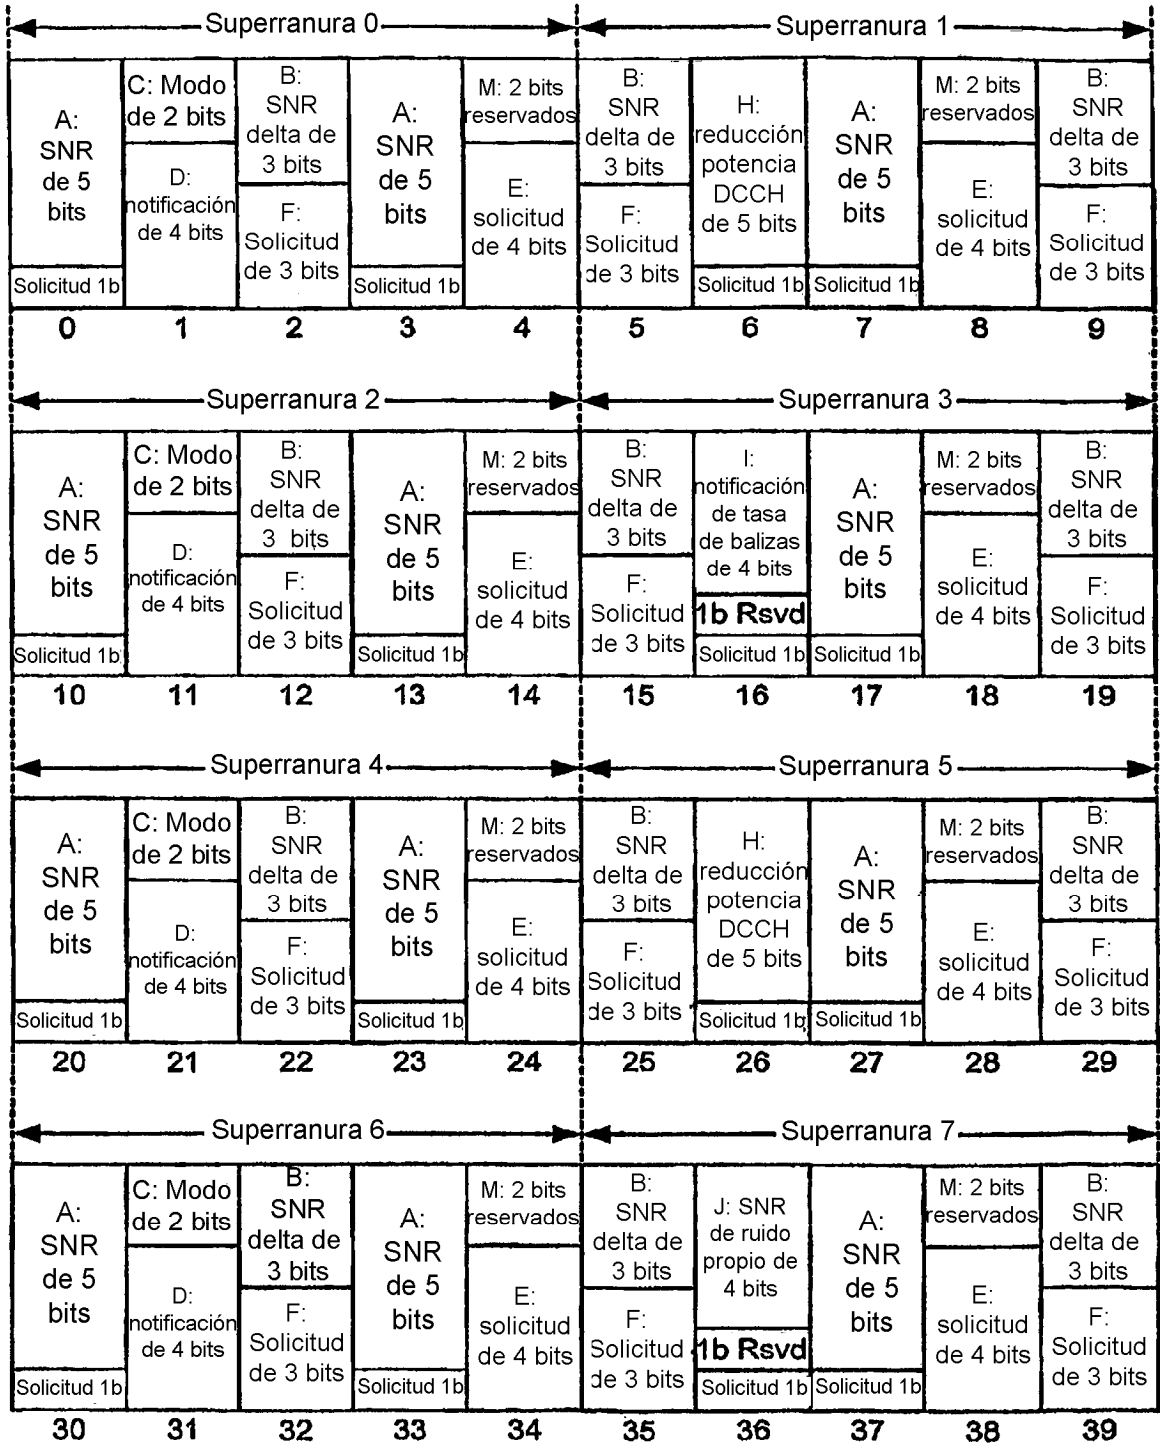 Superranura 0
Superranura 1
A:
SNR
de 5
bits
Solicitud 1b
C: Modo
de 2 bits
D:
notificación
de 4 bits
B:
SNR
delta de
3 bits
F:
Solicitud
de 3 bits
A:
SNR
de 5
bits
Solicitud 1b
M: 2 bits
reservados
E:
solicitud
de 4 bits
B:
SNR
delta de
3 bits
F:
Solicitud
de 3 bits
H:
reducción
potencia
DCCH
de 5 bits
Solicitud 1b
A:
SNR
de 5
bits
Solicitud 1b
M: 2 bits
reservados
E:
solicitud
de 4 bits
B:
SNR
delta de
3 bits
F:
Solicitud
de 3 bits
0 1 2 3 4 5 6 7 8 9
Superranura 2
Superranura 3
A:
SNR
de 5
bits
Solicitud 1b
C: Modo
de 2 bits
D:
notificación
de 4 bits
B:
SNR
delta de
3 bits
F:
Solicitud
de 3 bits
A:
SNR
de 5
bits
Solicitud 1b
M: 2 bits
reservados
E:
solicitud
de 4 bits
B:
SNR
delta de
3 bits
F:
Solicitud
de 3 bits
I:
notificación
de tasa
de balizas
de 4 bits
1b Rsvd
Solicitud 1b
A:
SNR
de 5
bits
Solicitud 1b
M: 2 bits
reservados
E:
solicitud
de 4 bits
B:
SNR
delta de
3 bits
F:
Solicitud
de 3 bits
10 11 12 13 14 15 16 17 18 19
Superranura 4
Superranura 5
A:
SNR
de 5
bits
Solicitud 1b
C: Modo
de 2 bits
D:
notificación
de 4 bits
B:
SNR
delta de
3 bits
F:
Solicitud
de 3 bits
A:
SNR
de 5
bits
Solicitud 1b
M: 2 bits
reservados
E:
solicitud
de 4 bits
B:
SNR
delta de
3 bits
F:
Solicitud
de 3 bits
H:
reducción
potencia
DCCH
de 5 bits
Solicitud 1b
A:
SNR
de 5
bits
Solicitud 1b
M: 2 bits
reservados
E:
solicitud
de 4 bits
B:
SNR
delta de
3 bits
F:
Solicitud
de 3 bits
20 21 22 23 24 25 26 27 28 29
Superranura 6
Superranura 7
A:
SNR
de 5
bits
Solicitud 1b
C: Modo
de 2 bits
D:
notificación
de 4 bits
B:
SNR
delta de
3 bits
F:
Solicitud
de 3 bits
A:
SNR
de 5
bits
Solicitud 1b
M: 2 bits
reservados
E:
solicitud
de 4 bits
B:
SNR
delta de
3 bits
F:
Solicitud
de 3 bits
J: SNR
de ruido
propio de
4 bits
1b Rsvd
Solicitud 1b
A:
SNR
de 5
bits
Solicitud 1b
M: 2 bits
reservados
E:
solicitud
de 4 bits
B:
SNR
delta de
3 bits
F:
Solicitud
de 3 bits
30 31 32 33 34 35 36 37 38 39